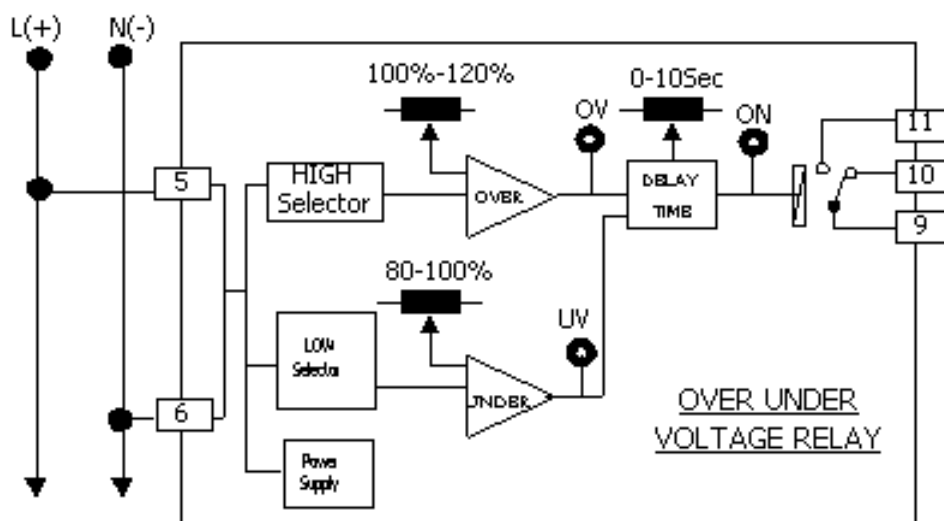 L(+) N(-)
100%-120%
0-10Sec
OV
ON
11
5
HIGH
Selector
OVER
DELAY
TIME
10
9
80-100%
UV
LOW
Selector
UNDER
6
OVER UNDER
VOLTAGE RELAY
Power
Supply